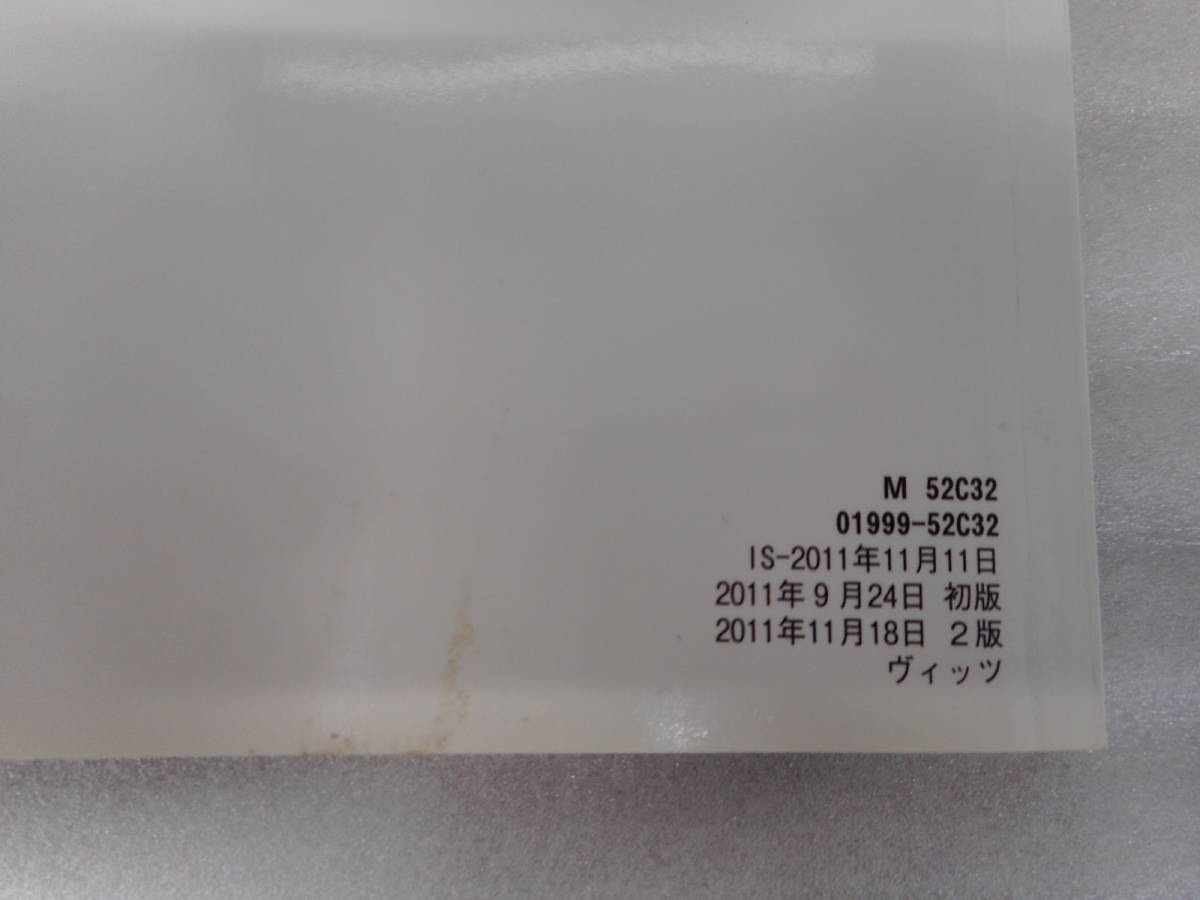 M 52C32
01999-52C32
IS-2011年11月11日
2011年9月24日 初版
2011年11月18日 2版
ヴィッツ